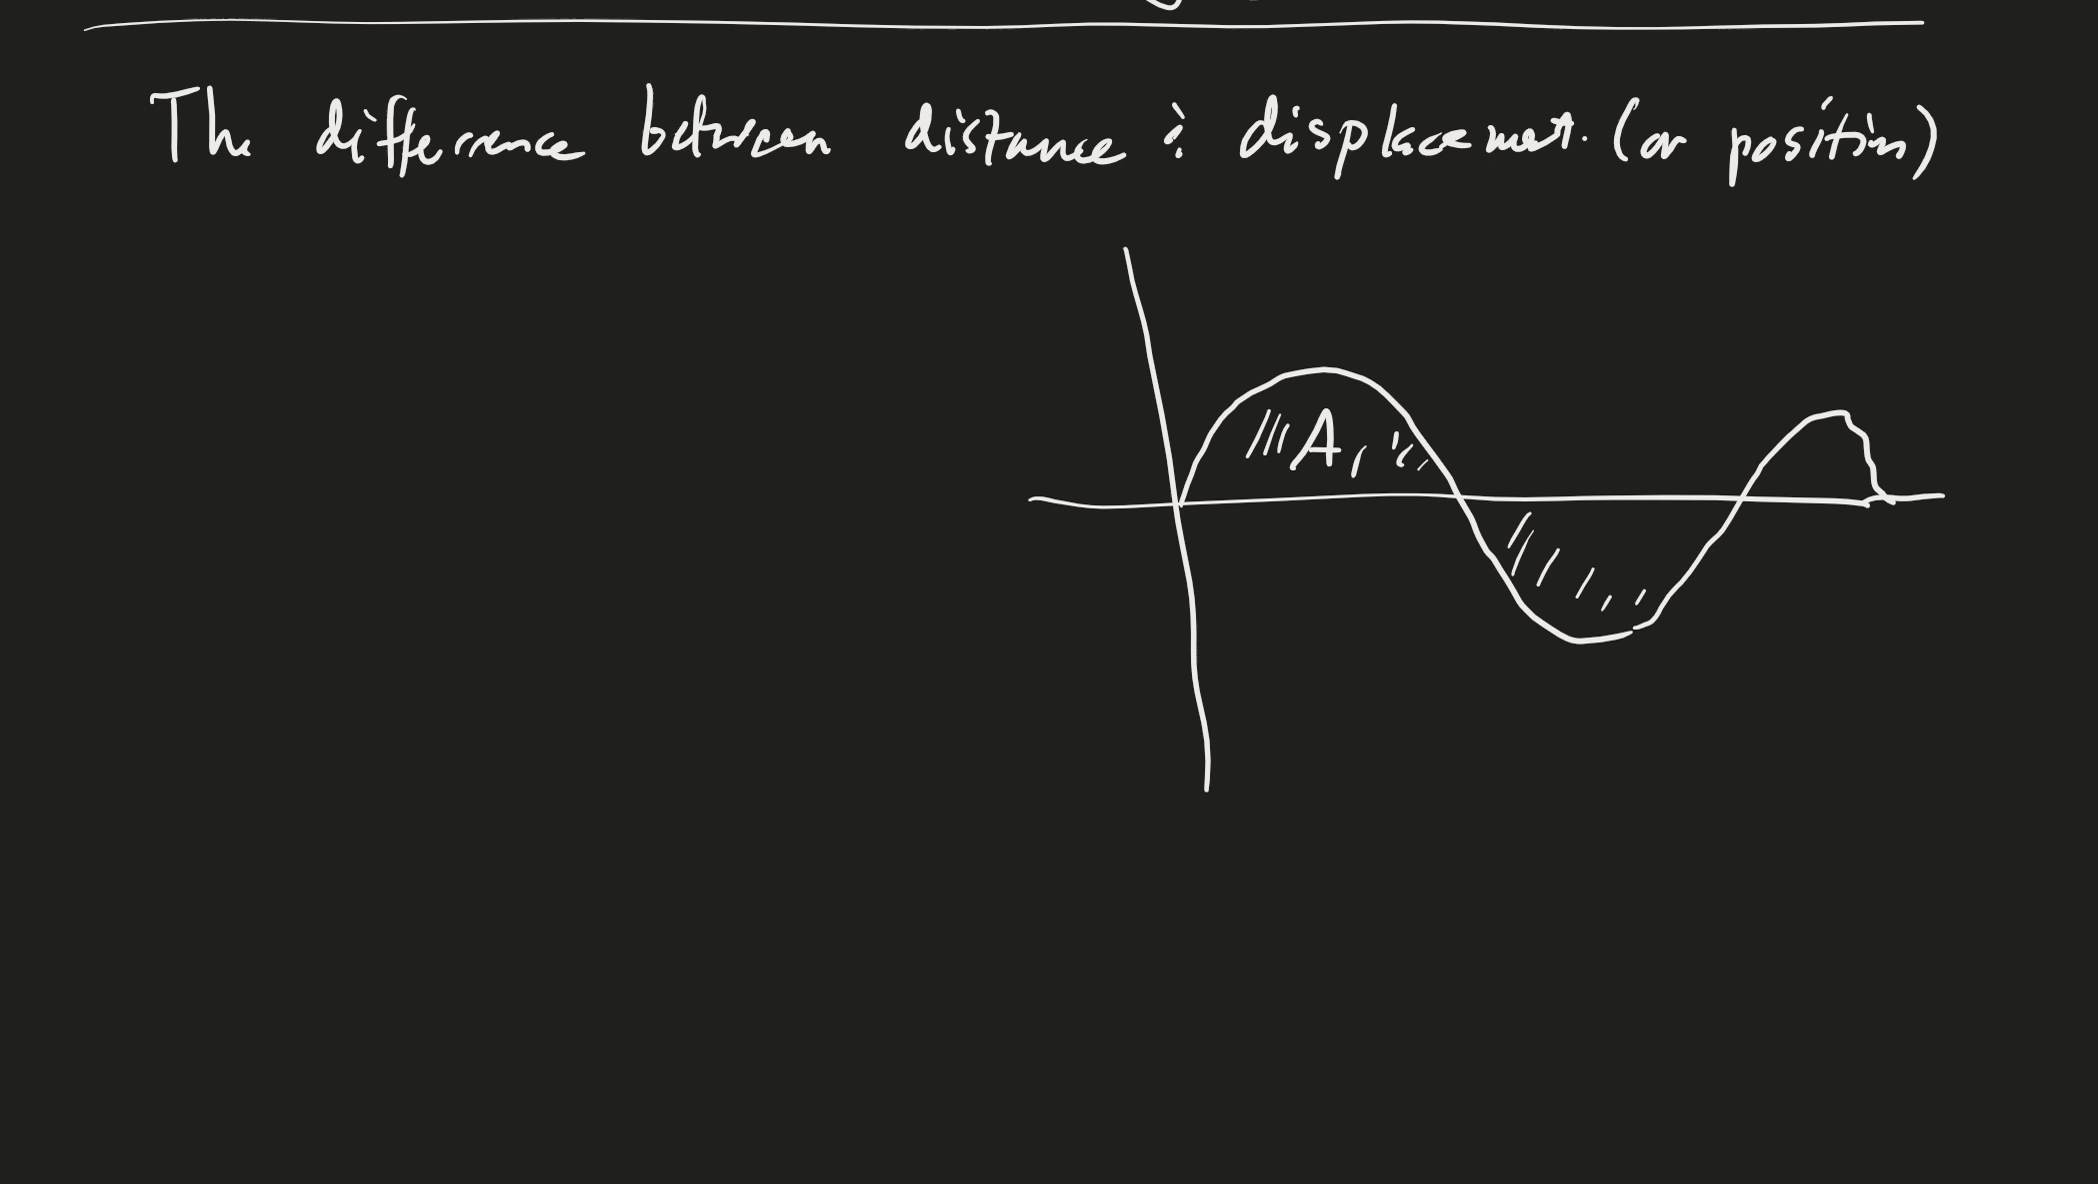 The difference between distance & displacement. (or position)
A₁